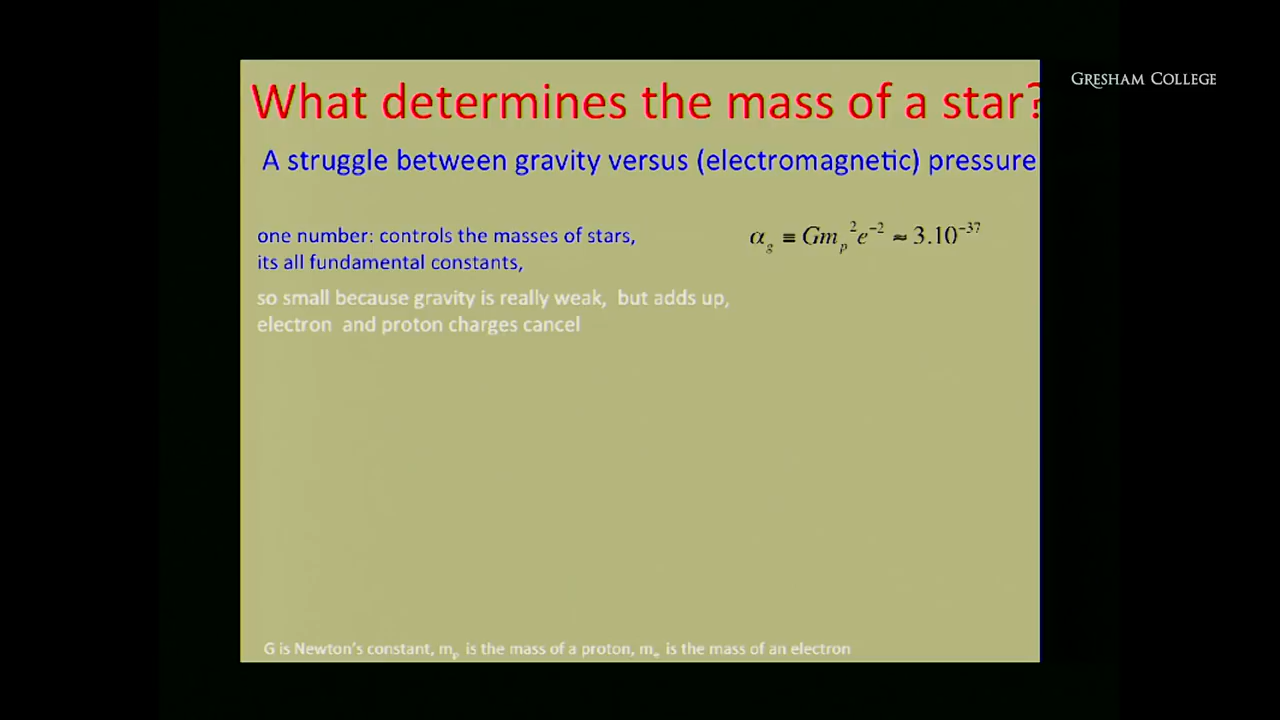 GRESHAM COLLEGE
What determines the mass of a star?
A struggle between gravity versus (electromagnetic) pressure
one number: controls the masses of stars,
its all fundamental constants,
α_g ≡ Gm_p^2 e^-2 ≈ 3.10^-37
so small because gravity is really weak, but adds up,
electron and proton charges cancel
G is Newton's constant, m_p is the mass of a proton, m_e is the mass of an electron